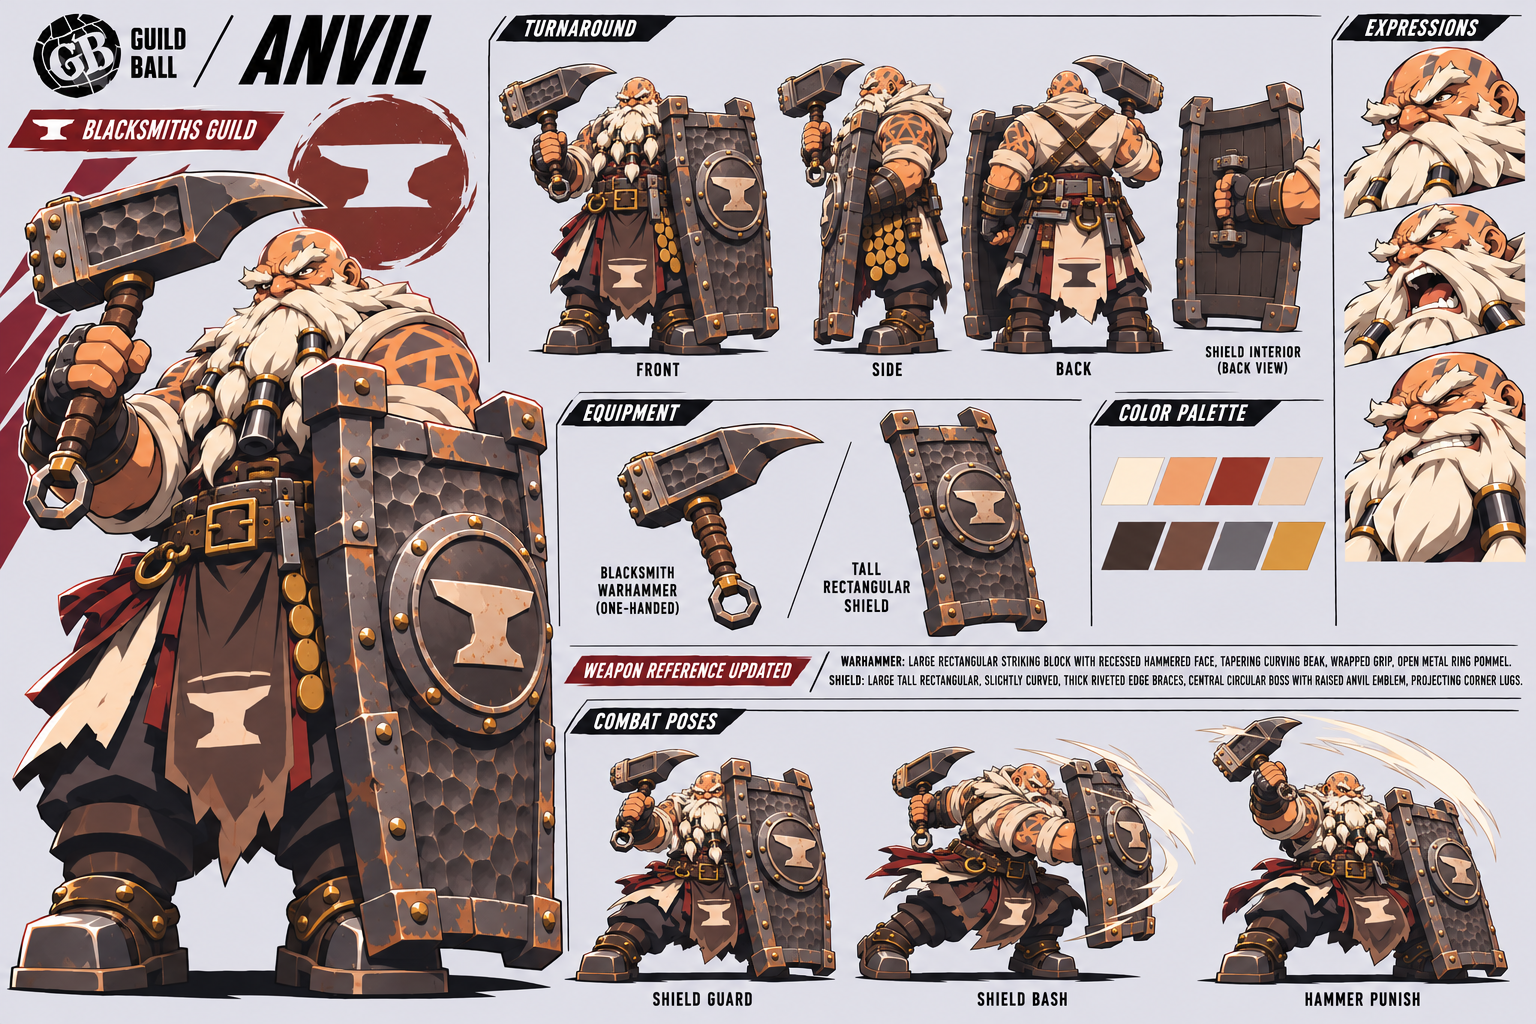 GB
GUILD
BALL
ANVIL
BLACKSMITHS GUILD
TURNAROUND
FRONT
SIDE
BACK
SHIELD INTERIOR
(BACK VIEW)
EXPRESSIONS
EQUIPMENT
BLACKSMITH
WARHAMMER
(ONE-HANDED)
TALL
RECTANGULAR
SHIELD
COLOR PALETTE
WEAPON REFERENCE UPDATED
WARHAMMER: LARGE RECTANGULAR STRIKING BLOCK WITH RECESSED HAMMERED FACE, TAPERING CURVING BEAK, WRAPPED GRIP, OPEN METAL RING POMMEL.
SHIELD: LARGE TALL RECTANGULAR, SLIGHTLY CURVED, THICK RIVETED EDGE BRACES, CENTRAL CIRCULAR BOSS WITH RAISED ANVIL EMBLEM, PROJECTING CORNER LUGS.
COMBAT POSES
SHIELD GUARD
SHIELD BASH
HAMMER PUNISH